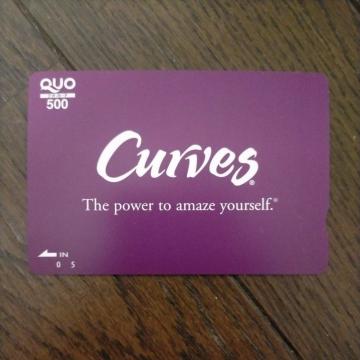 QUO
500
Curves®
The power to amaze yourself.®
IN
0 5